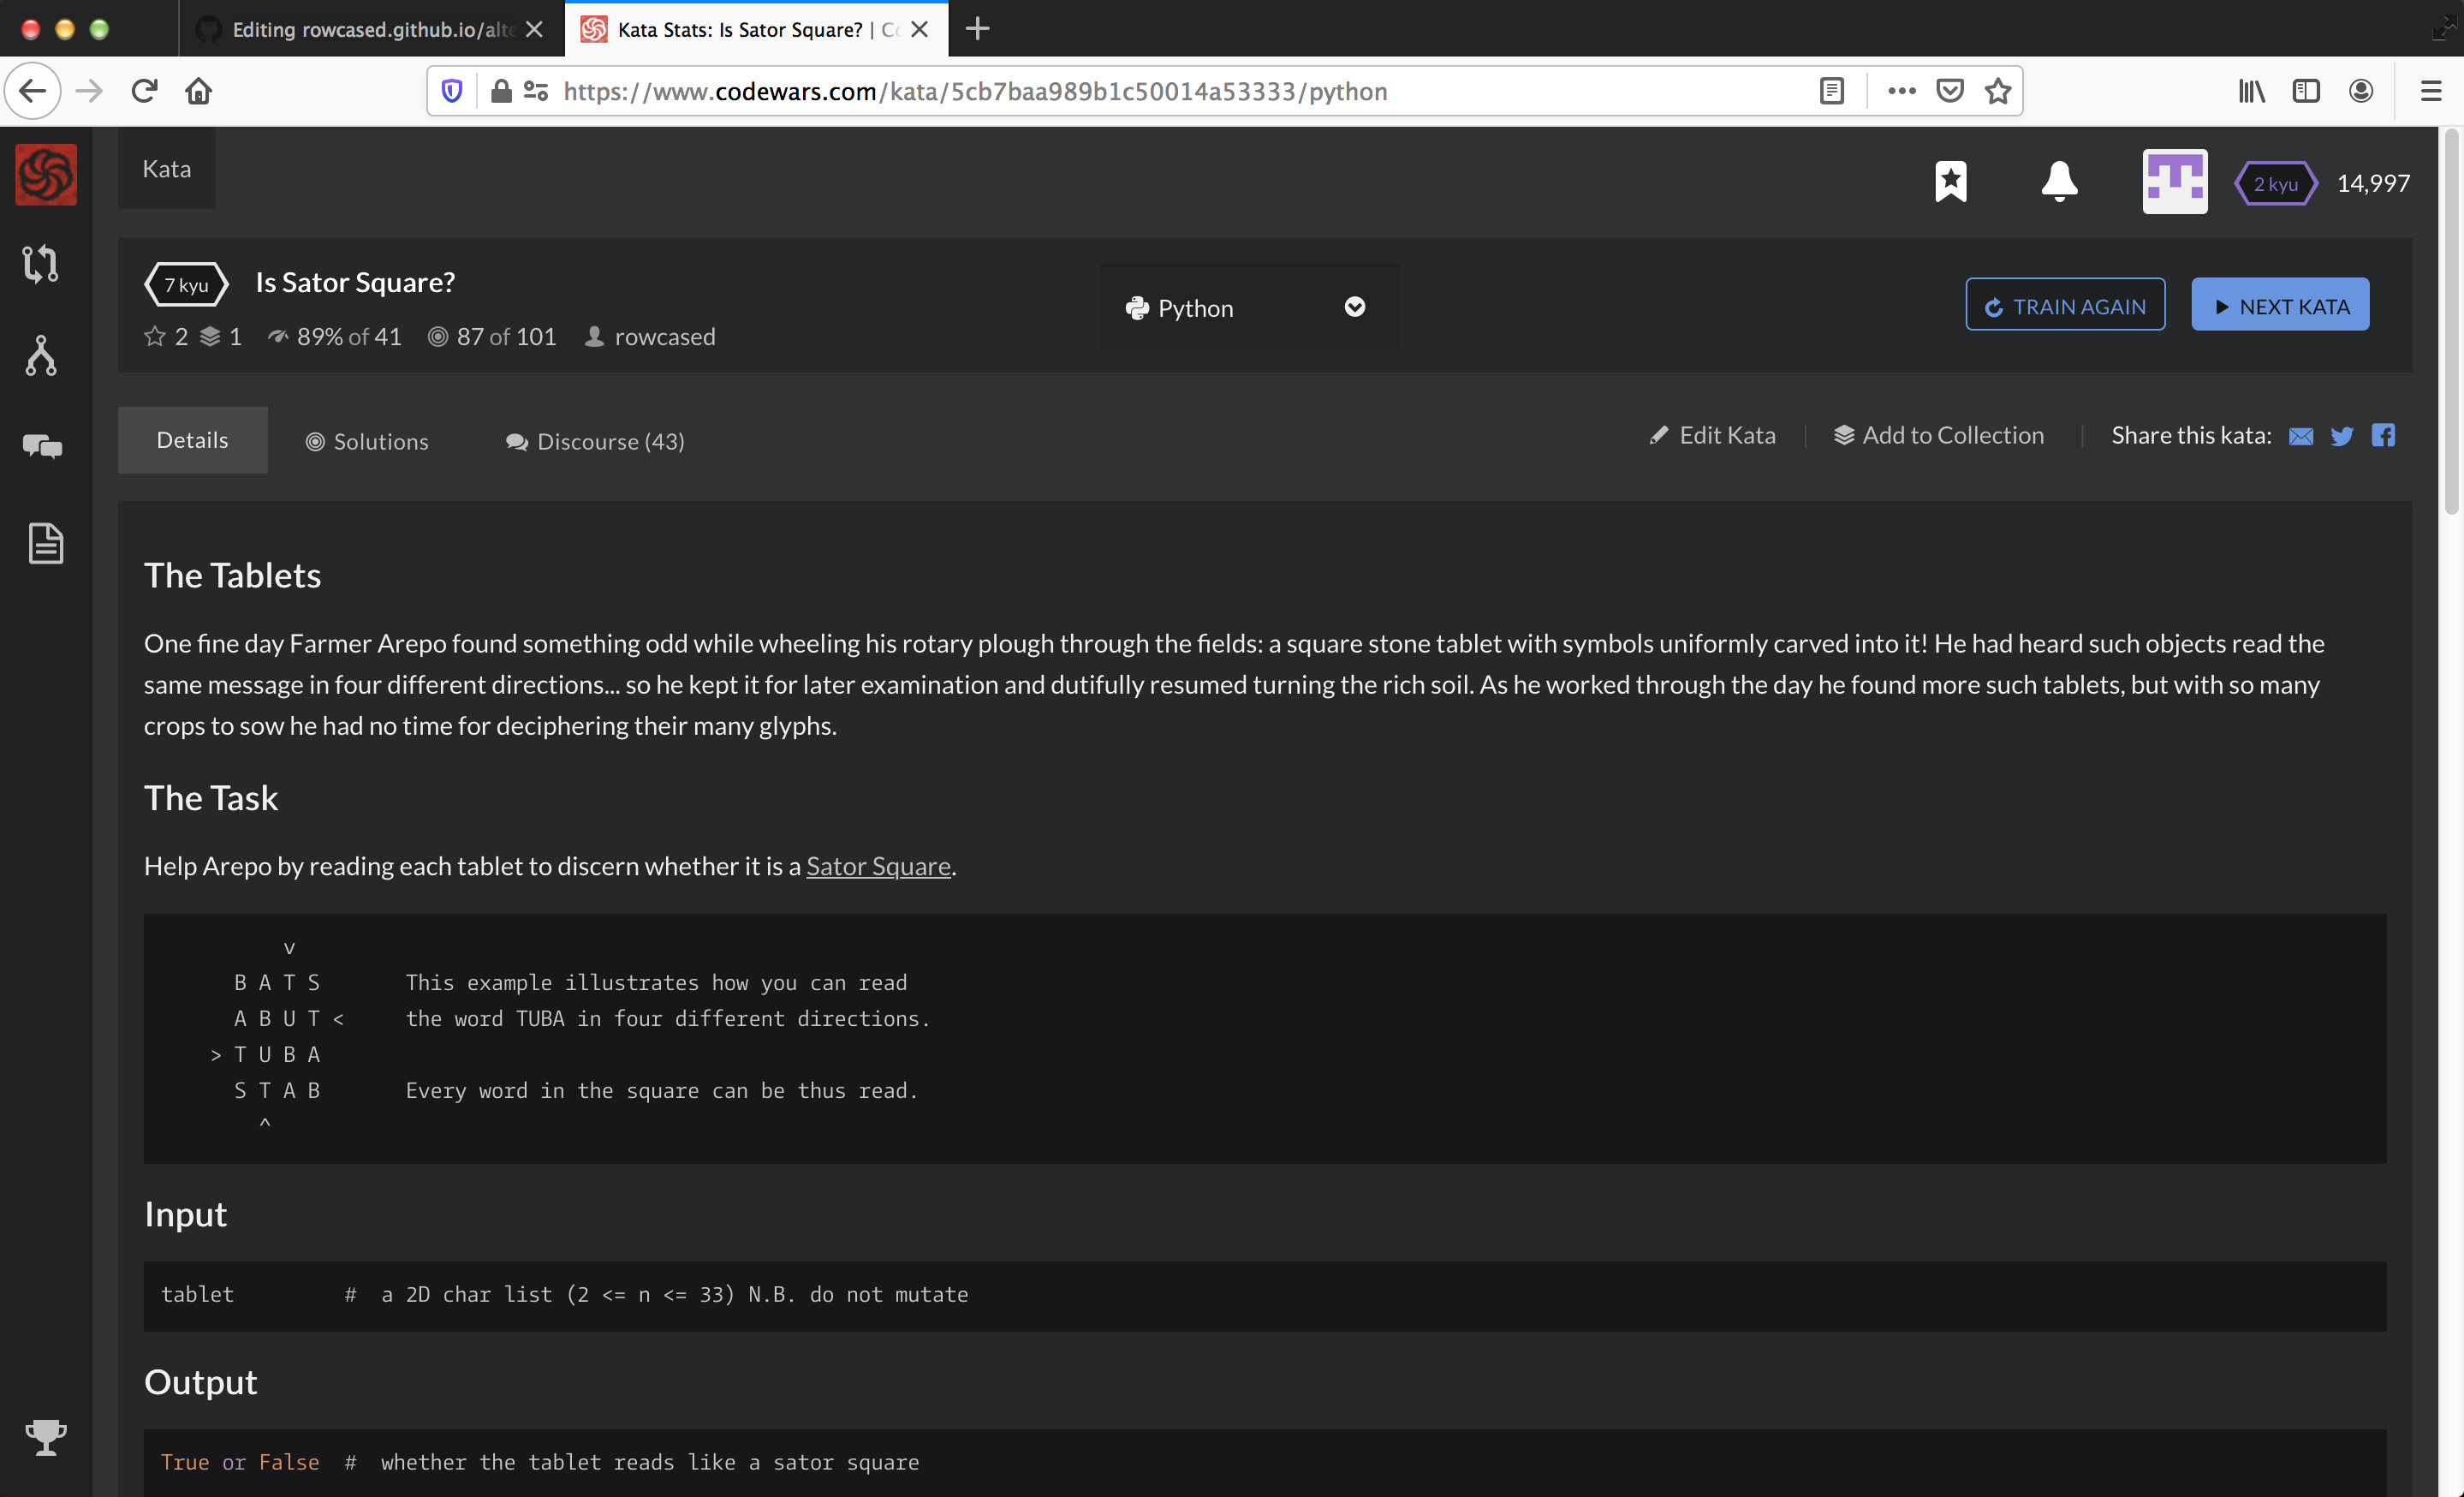 Editing rowcased.github.io/alte
Kata Stats: Is Sator Square? | Co
https://www.codewars.com/kata/5cb7baa989b1c50014a53333/python
Kata
2 kyu 14,997
7 kyu Is Sator Square?
2 1 89% of 41 87 of 101 rowcased
Python
TRAIN AGAIN
NEXT KATA
Details Solutions Discourse (43)
Edit Kata Add to Collection Share this kata:
The Tablets
One fine day Farmer Arepo found something odd while wheeling his rotary plough through the fields: a square stone tablet with symbols uniformly carved into it! He had heard such objects read the
same message in four different directions... so he kept it for later examination and dutifully resumed turning the rich soil. As he worked through the day he found more such tablets, but with so many
crops to sow he had no time for deciphering their many glyphs.
The Task
Help Arepo by reading each tablet to discern whether it is a Sator Square.
v
B A T S This example illustrates how you can read
A B U T < the word TUBA in four different directions.
> T U B A
S T A B Every word in the square can be thus read.
^
Input
tablet # a 2D char list (2 <= n <= 33) N.B. do not mutate
Output
True or False # whether the tablet reads like a sator square